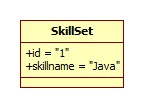 SkillSet
+id = "1"
+skillname = "Java"